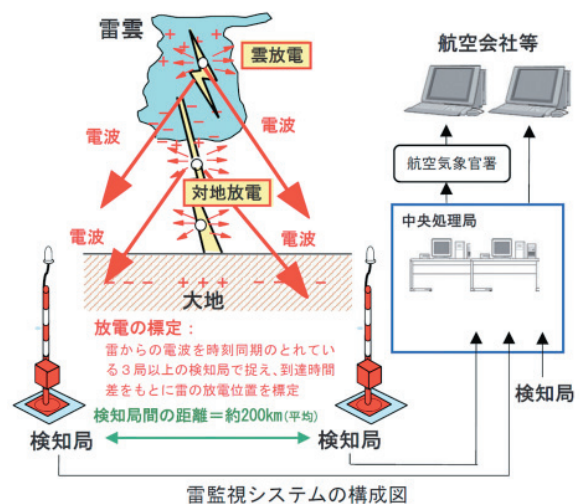 雷雲
雲放電
電波
電波
対地放電
電波
電波
大地
放電の標定：
雷からの電波を時刻同期のとれてい
る３局以上の検知局で捉え、到達時間
差をもとに雷の放電位置を標定
検知局間の距離＝約200km(平均)
検知局
検知局
航空会社等
航空気象官署
中央処理局
検知局
雷監視システムの構成図